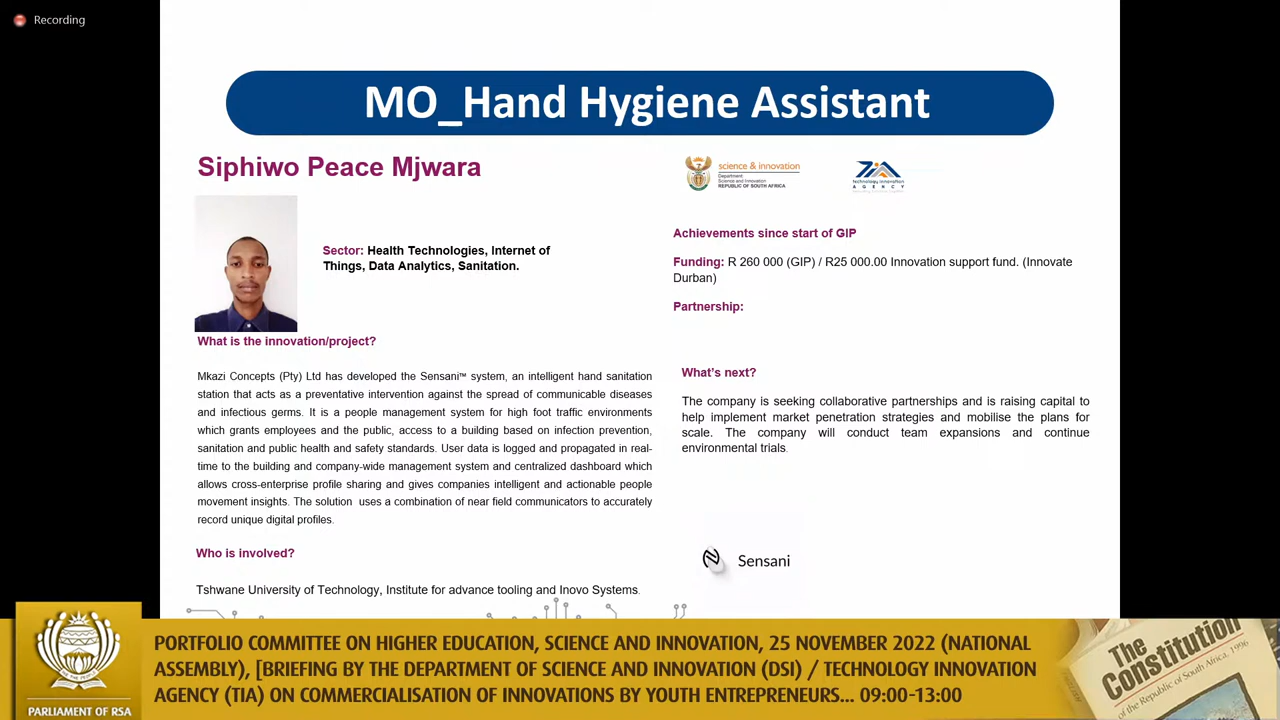 Recording
MO_Hand Hygiene Assistant
Siphiwo Peace Mjwara
Sector: Health Technologies, Internet of
Things, Data Analytics, Sanitation.
What is the innovation/project?
Mkazi Concepts (Pty) Ltd has developed the Sensani™ system, an intelligent hand sanitation
station that acts as a preventative intervention against the spread of communicable diseases
and infectious germs. It is a people management system for high foot traffic environments
which grants employees and the public, access to a building based on infection prevention,
sanitation and public health and safety standards. User data is logged and propagated in real-
time to the building and company-wide management system and centralized dashboard which
allows cross-enterprise profile sharing and gives companies intelligent and actionable people
movement insights. The solution uses a combination of near field communicators to accurately
record unique digital profiles.
Who is involved?
Tshwane University of Technology, Institute for advance tooling and Inovo Systems.
science & innovation
Department:
Science and Innovation
REPUBLIC OF SOUTH AFRICA
technology innovation
AGENCY
Achievements since start of GIP
Funding: R 260 000 (GIP) / R25 000.00 Innovation support fund. (Innovate
Durban)
Partnership:
What's next?
The company is seeking collaborative partnerships and is raising capital to
help implement market penetration strategies and mobilise the plans for
scale. The company will conduct team expansions and continue
environmental trials.
Sensani
PARLIAMENT OF RSA
PORTFOLIO COMMITTEE ON HIGHER EDUCATION, SCIENCE AND INNOVATION, 25 NOVEMBER 2022 (NATIONAL
ASSEMBLY), [BRIEFING BY THE DEPARTMENT OF SCIENCE AND INNOVATION (DSI) / TECHNOLOGY INNOVATION
AGENCY (TIA) ON COMMERCIALISATION OF INNOVATIONS BY YOUTH ENTREPRENEURS... 09:00-13:00
The
Constitution
of the Republic of South Africa, 1996